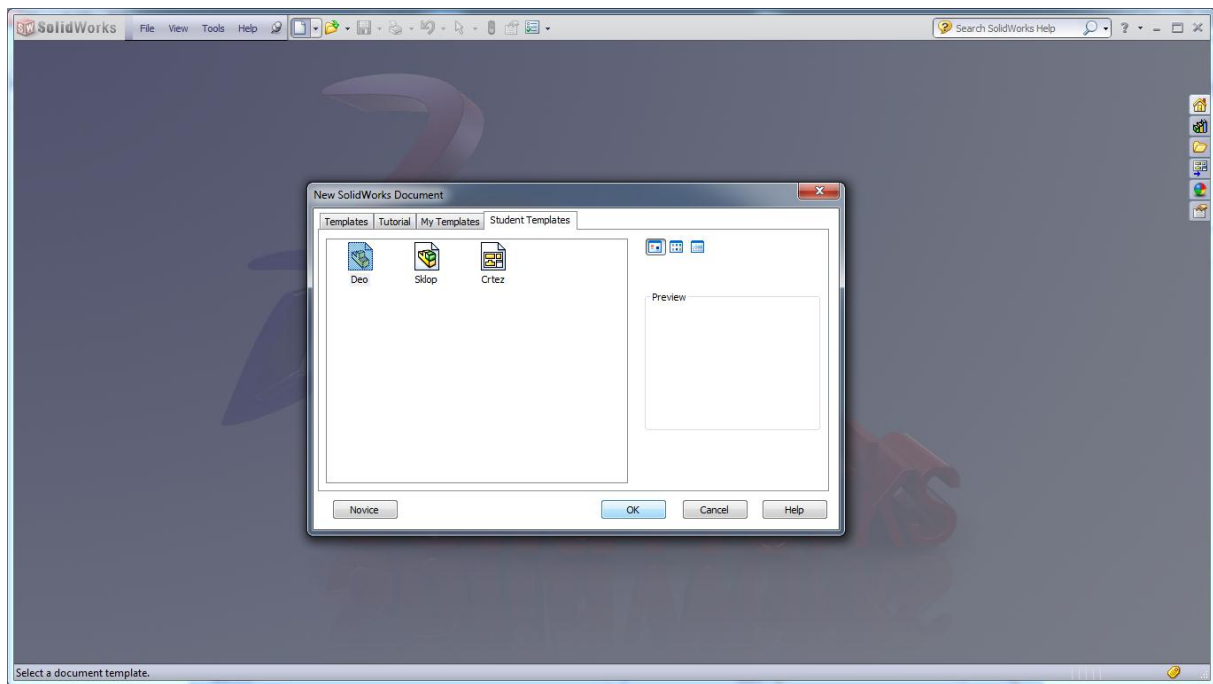 SolidWorks File View Tools Help Search SolidWorks Help ?
New SolidWorks Document
Templates Tutorial My Templates Student Templates
Deo Sklop Crtez
Preview
Novice OK Cancel Help
Select a document template.